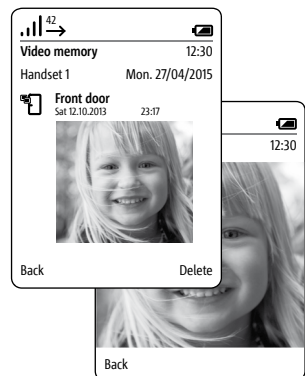 42
Video memory 12:30
Handset 1 Mon. 27/04/2015
Front door
Sat 12.10.2013 23:17
Back Delete
12:30
Back